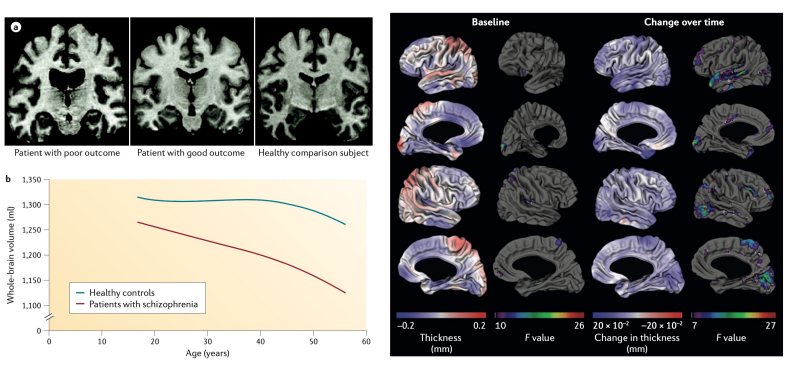 a
Patient with poor outcome
Patient with good outcome
Healthy comparison subject
b
Whole-brain volume (ml)
1,350
1,300
1,250
1,200
1,150
1,100
0
Healthy controls
Patients with schizophrenia
0 10 20 30 40 50 60
Age (years)
Baseline
Change over time
−0.2 0.2
Thickness
(mm)
10 26
F value
20 × 10⁻² −20 × 10⁻²
Change in thickness
(mm)
7 27
F value